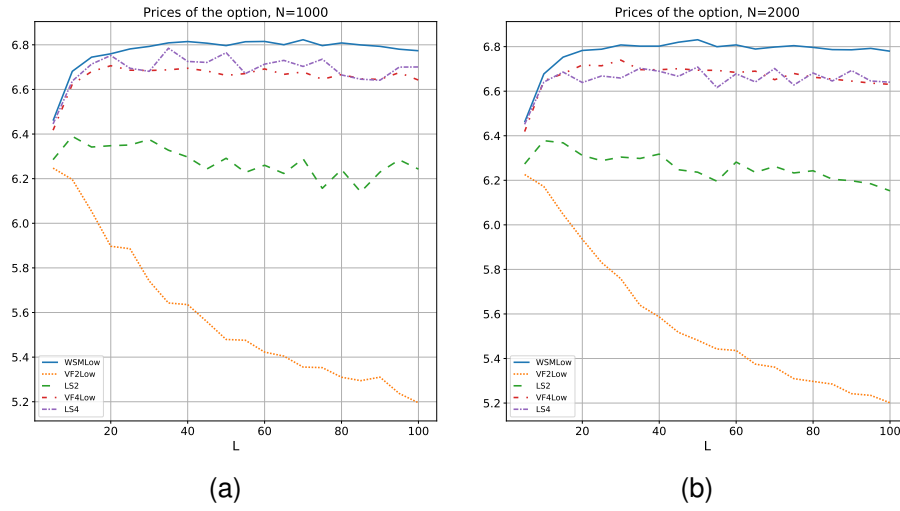 Prices of the option, N=1000
6.8
6.6
6.4
6.2
6.0
5.8
5.6
5.4
5.2
WSMLow
VF2Low
LS2
VF4Low
LS4
20 40 60 80 100
L
(a)
Prices of the option, N=2000
6.8
6.6
6.4
6.2
6.0
5.8
5.6
5.4
5.2
WSMLow
VF2Low
LS2
VF4Low
LS4
20 40 60 80 100
L
(b)